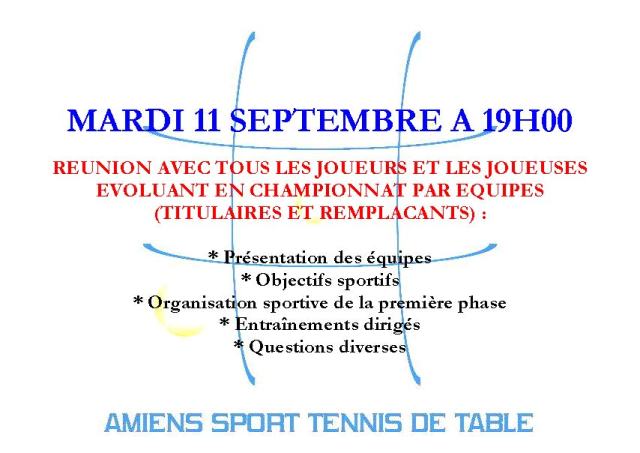 MARDI 11 SEPTEMBRE A 19H00
REUNION AVEC TOUS LES JOUEURS ET LES JOUEUSES
EVOLUANT EN CHAMPIONNAT PAR EQUIPES
(TITULAIRES ET REMPLACANTS) :
* Présentation des équipes
* Objectifs sportifs
* Organisation sportive de la première phase
* Entraînements dirigés
* Questions diverses
AMIENS SPORT TENNIS DE TABLE